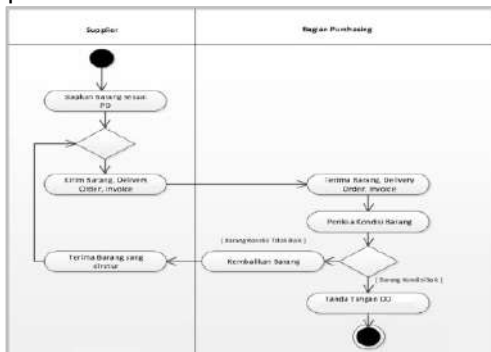 Supplier
Bagian Purchasing
Siapkan Barang sesuai
PO
Kirim Barang, Delivery
Order, Invoice
Terima Barang, Delivery
Order, Invoice
Periksa Kondisi Barang
[ Barang Kondisi Tidak Baik ]
Terima Barang yang
diretur
Kembalikan Barang
[ Barang Kondisi Baik ]
Tanda Tangan DO